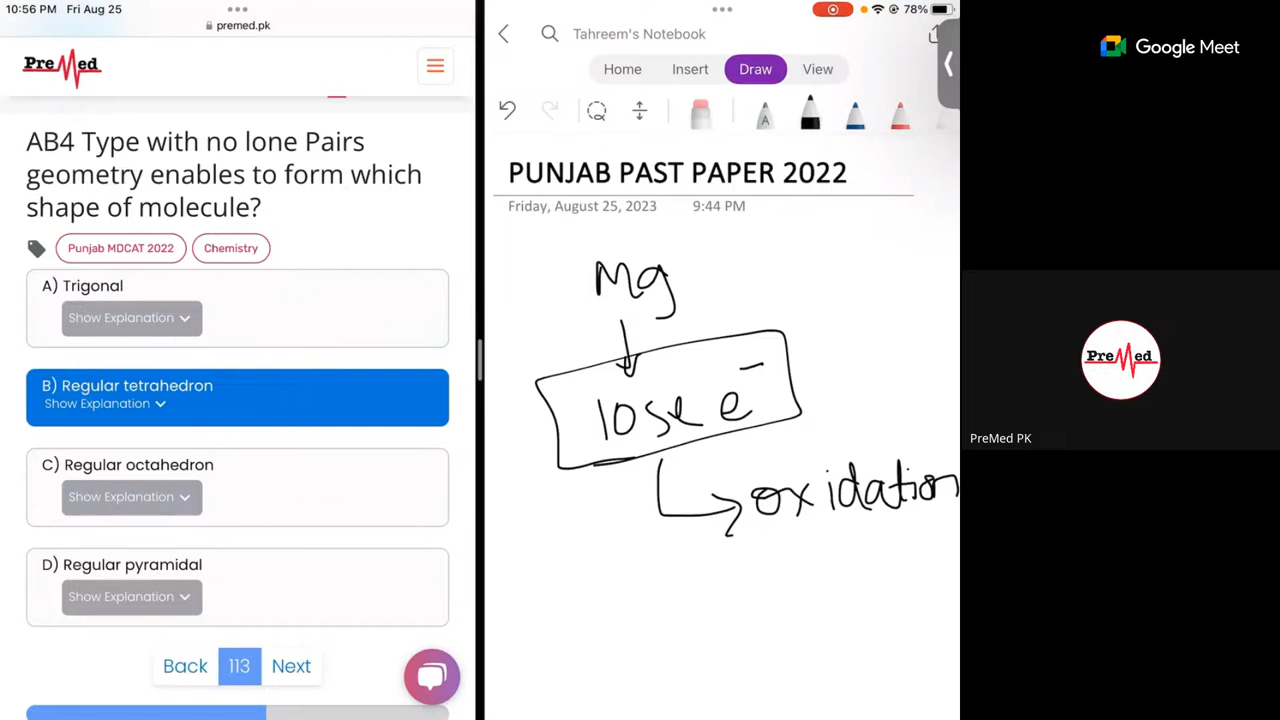 10:56 PM Fri Aug 25
premed.pk
PreMed
AB4 Type with no lone Pairs
geometry enables to form which
shape of molecule?
Punjab MDCAT 2022
Chemistry
A) Trigonal
Show Explanation
B) Regular tetrahedron
Show Explanation
C) Regular octahedron
Show Explanation
D) Regular pyramidal
Show Explanation
Back 113 Next
78%
Tahreem's Notebook
Home Insert Draw View
A
PUNJAB PAST PAPER 2022
Friday, August 25, 2023 9:44 PM
Mg
lose e⁻
oxidation
Google Meet
PreMed
PreMed PK